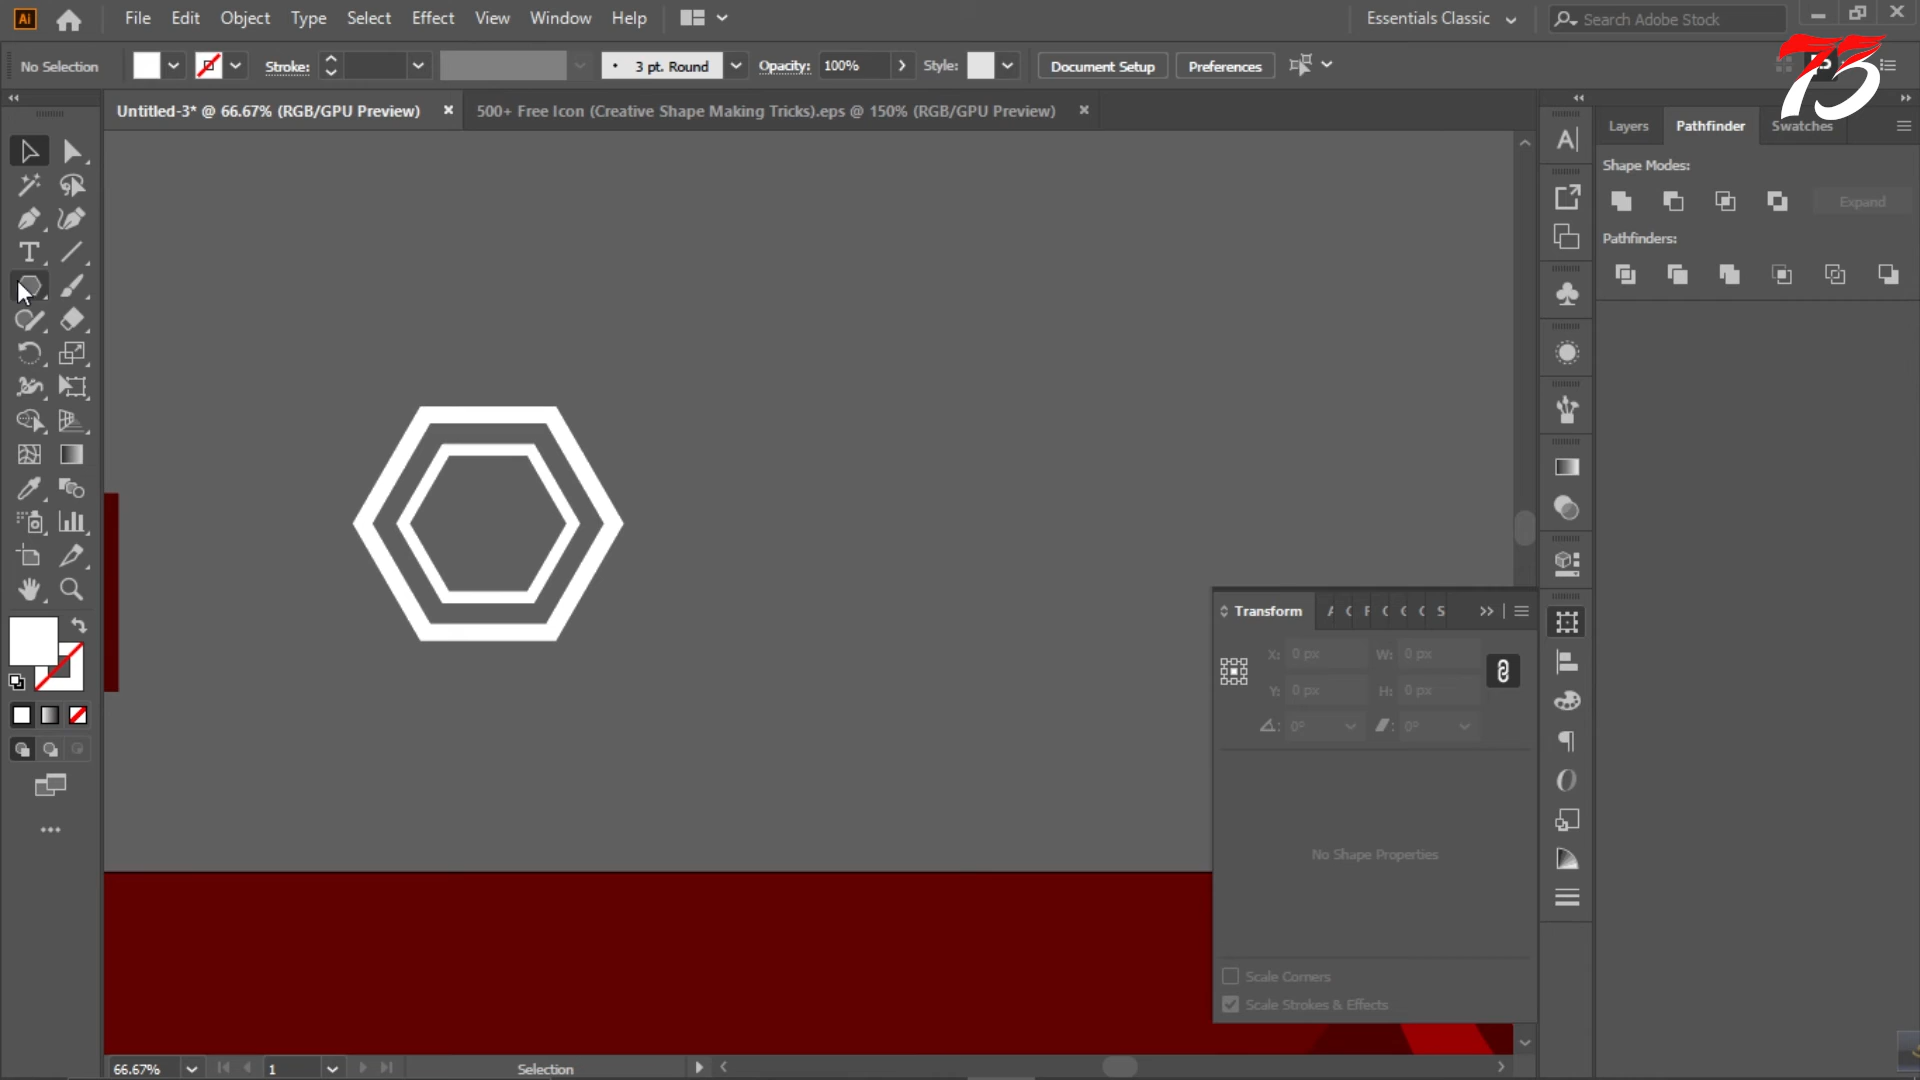 Ai File Edit Object Type Select Effect View Window Help Essentials Classic Search Adobe Stock
No Selection Stroke: 3 pt. Round Opacity: 100% Style: Document Setup Preferences
Untitled-3* @ 66.67% (RGB/GPU Preview) × 500+ Free Icon (Creative Shape Making Tricks).eps @ 150% (RGB/GPU Preview) ×
Layers Pathfinder Swatches
Shape Modes:
Expand
Pathfinders:
Transform A C F C C C S
X: 0 px W: 0 px
Y: 0 px H: 0 px
0° 0°
No Shape Properties
Scale Corners
Scale Strokes & Effects
66.67% 1 Selection